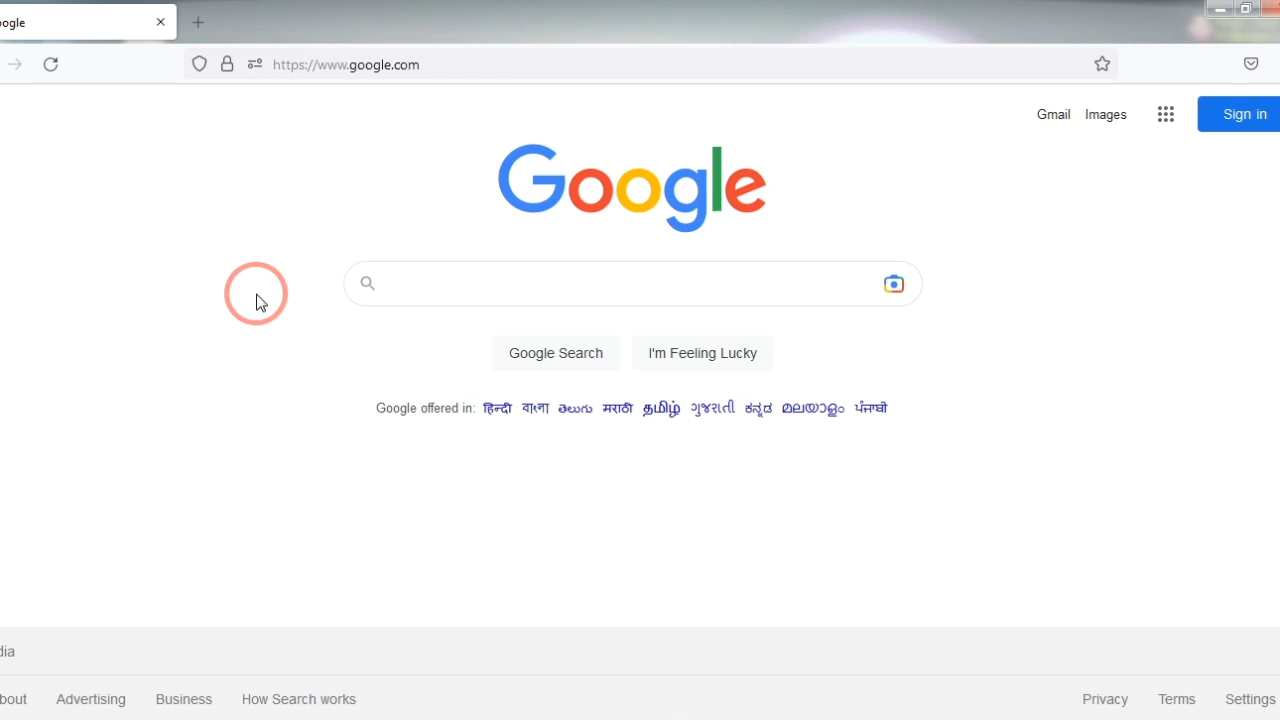 ogle
https://www.google.com
Gmail Images Sign in
Google
Google Search I'm Feeling Lucky
Google offered in: हिन्दी বাংলা తెలుగు मराठी தமிழ் ગુજરાતી ಕನ್ನಡ മലയാളം ਪੰਜਾਬੀ
dia
bout Advertising Business How Search works Privacy Terms Settings